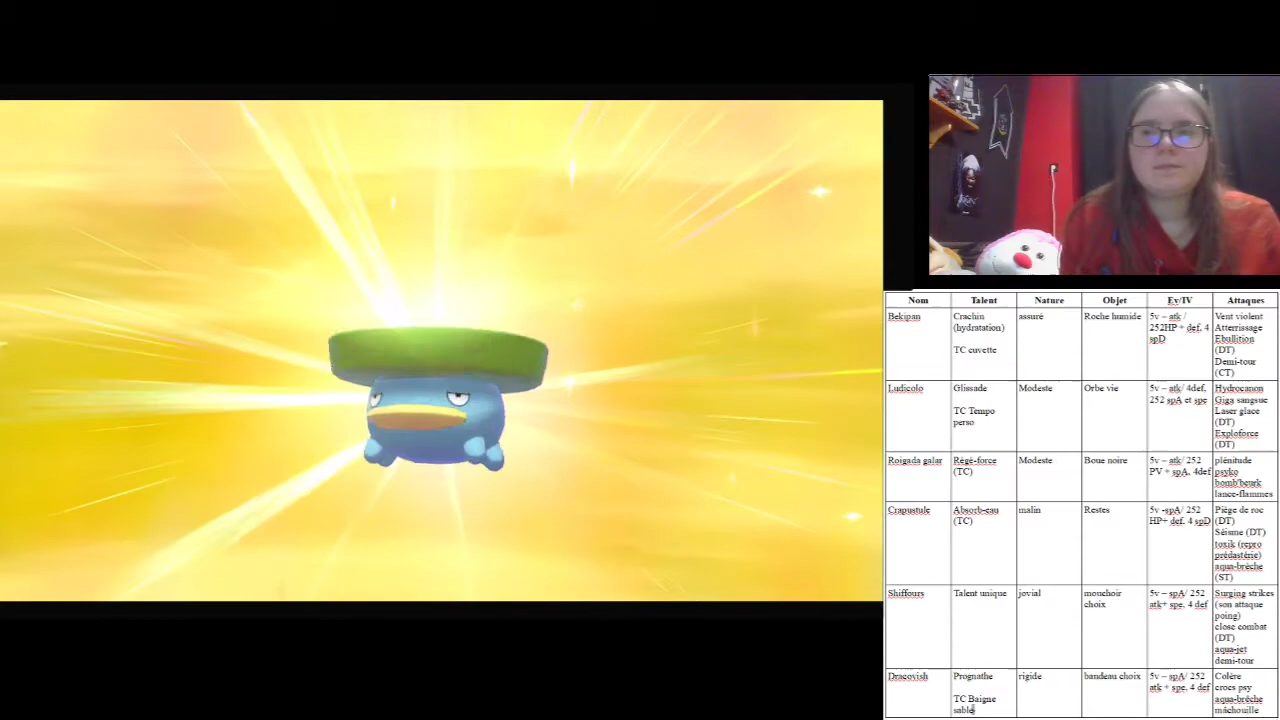 Nom Talent Nature Objet Ev/IV Attaques
Bekipan Crachin assuré Roche humide 5v – atk / Vent violent
(hydratation) 252HP + def. 4 Atterrissage
spD Ebullition
TC cuvette (DT)
Demi-tour
(CT)
Ludicolo Glissade Modeste Orbe vie 5v – atk/ 4def, Hydrocanon
252 spA et spe Giga sangsue
TC Tempo Laser glace
perso (DT)
Exploforce
(DT)
Roigada galar Régé-force Modeste Boue noire 5v – atk/ 252 plénitude
(TC) PV + spA. 4def psyko
bomb'beurk
lance-flammes
Crapustule Absorb-eau malin Restes 5v -spA/ 252 Piège de roc
(TC) HP+ def. 4 spD (DT)
Séisme (DT)
toxik (repro
prédastérie)
aqua-brèche
(ST)
Shiffours Talent unique jovial mouchoir 5v – spA/ 252 Surging strikes
choix atk+ spe. 4 def (son attaque
poing)
close combat
(DT)
aqua-jet
demi-tour
Dracovish Prognathe rigide bandeau choix 5v – spA/ 252 Colère
atk + spe. 4 def crocs psy
TC Baigne aqua-brèche
sable mâchouille